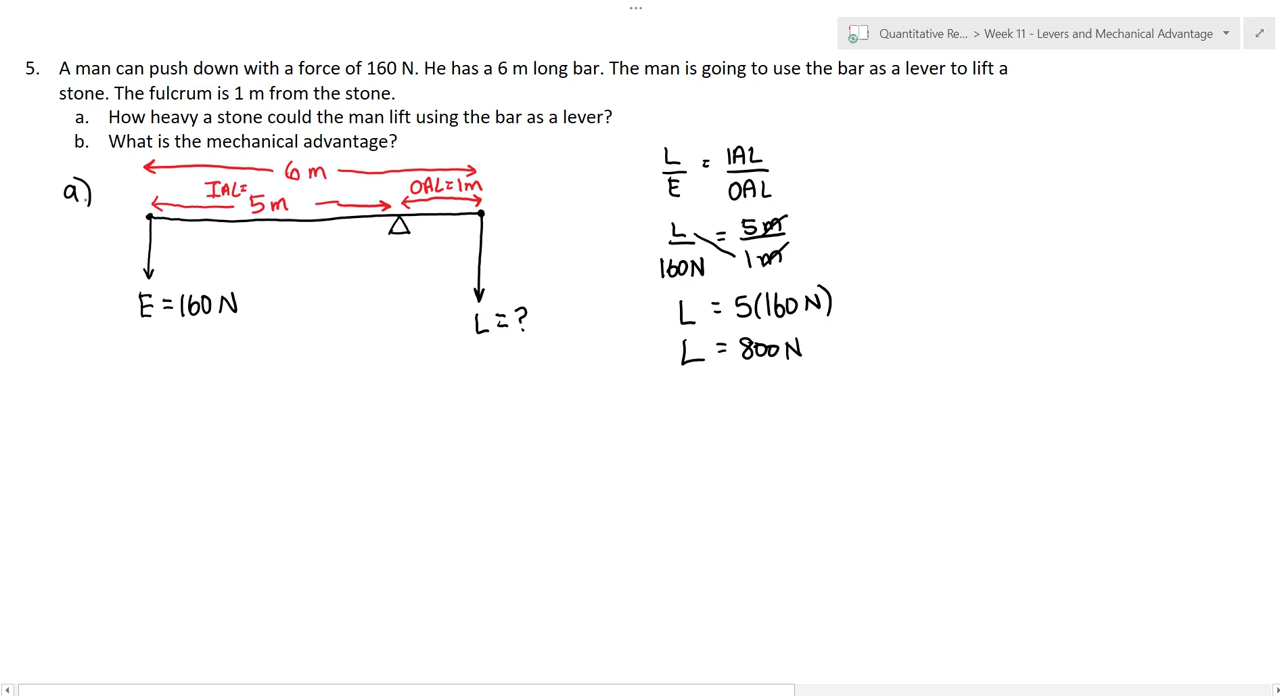 Quantitative Re... > Week 11 - Levers and Mechanical Advantage
5. A man can push down with a force of 160 N. He has a 6 m long bar. The man is going to use the bar as a lever to lift a
stone. The fulcrum is 1 m from the stone.
a. How heavy a stone could the man lift using the bar as a lever?
b. What is the mechanical advantage?
a.)
6 m
IAL=
5 m
OAL=1m
E = 160 N
L = ?
L/E = IAL/OAL
L/160N = 5m/1m
L = 5(160 N)
L = 800 N